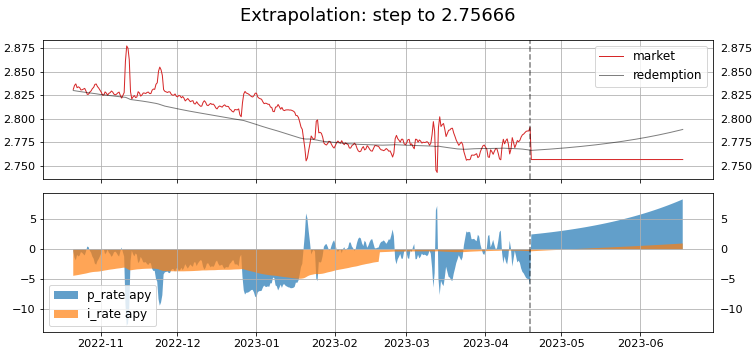 Extrapolation: step to 2.75666
2.875 2.875
2.850 2.850
2.825 2.825
2.800 2.800
2.775 2.775
2.750 2.750
market
redemption
5 5
0 0
−5 −5
−10 −10
p_rate apy
i_rate apy
2022-11 2022-12 2023-01 2023-02 2023-03 2023-04 2023-05 2023-06